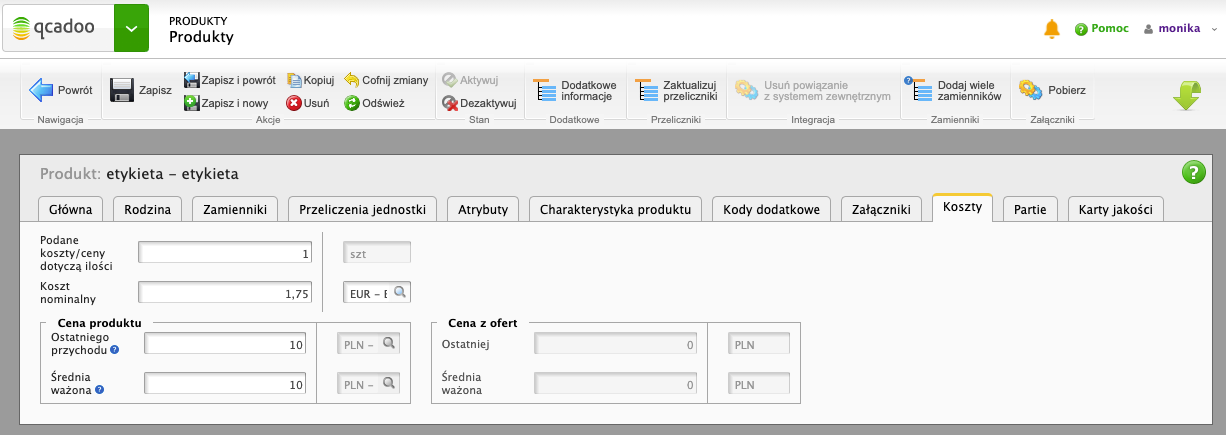 qcadoo
PRODUKTY
Produkty
Pomoc
monika
Powrót
Nawigacja
Zapisz
Zapisz i powrót
Kopiuj
Cofnij zmiany
Zapisz i nowy
Usuń
Odśwież
Akcje
Aktywuj
Dezaktywuj
Stan
Dodatkowe
informacje
Dodatkowe
Zaktualizuj
przeliczniki
Przeliczniki
Usuń powiązanie
z systemem zewnętrznym
Integracja
Dodaj wiele
zamienników
Zamienniki
Pobierz
Załączniki
Produkt: etykieta – etykieta
Główna
Rodzina
Zamienniki
Przeliczenia jednostki
Atrybuty
Charakterystyka produktu
Kody dodatkowe
Załączniki
Koszty
Partie
Karty jakości
Podane
koszty/ceny
dotyczą ilości
1
szt
Koszt
nominalny
1,75
EUR – E
Cena produktu
Ostatniego
przychodu
10
PLN –
Średnia
ważona
10
PLN –
Cena z ofert
Ostatniej
0
PLN
Średnia
ważona
0
PLN